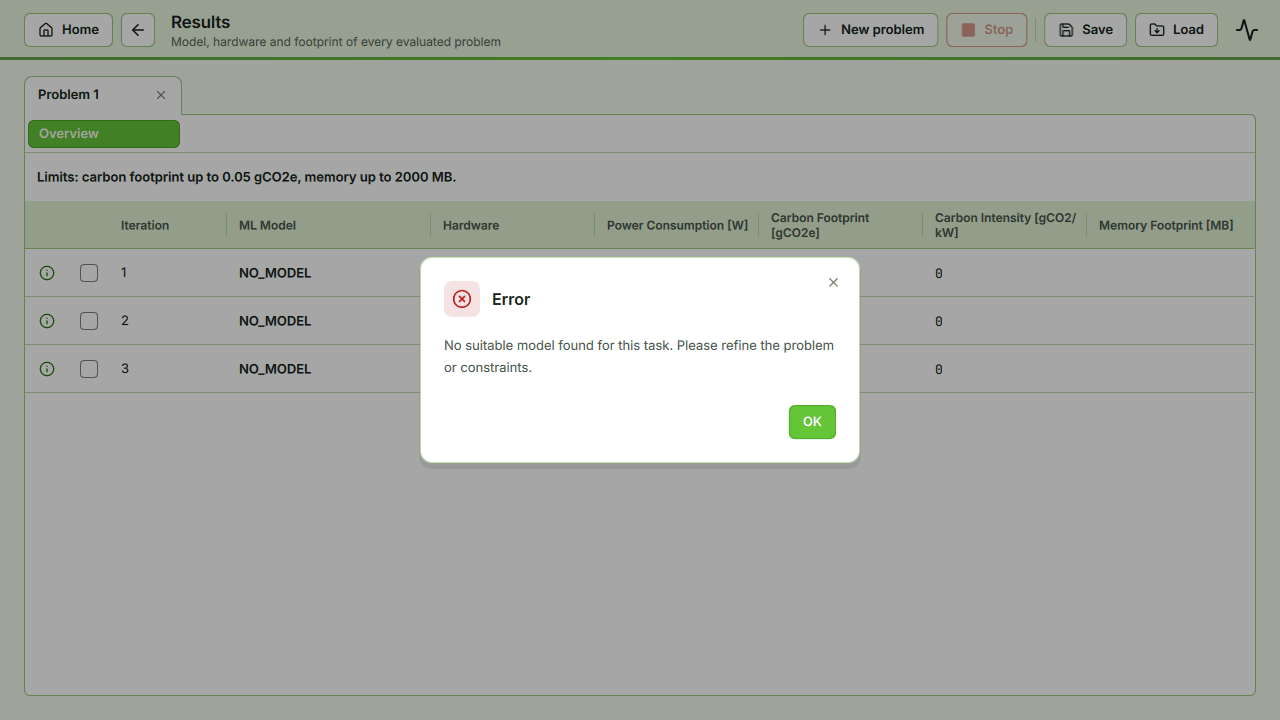 Home
Results
Model, hardware and footprint of every evaluated problem
New problem
Stop
Save
Load
Problem 1
Overview
Limits: carbon footprint up to 0.05 gCO2e, memory up to 2000 MB.
Iteration
ML Model
Hardware
Power Consumption [W]
Carbon Footprint
[gCO2e]
Carbon Intensity [gCO2/
kW]
Memory Footprint [MB]
1
NO_MODEL
0
2
NO_MODEL
0
3
NO_MODEL
0
Error
No suitable model found for this task. Please refine the problem
or constraints.
OK